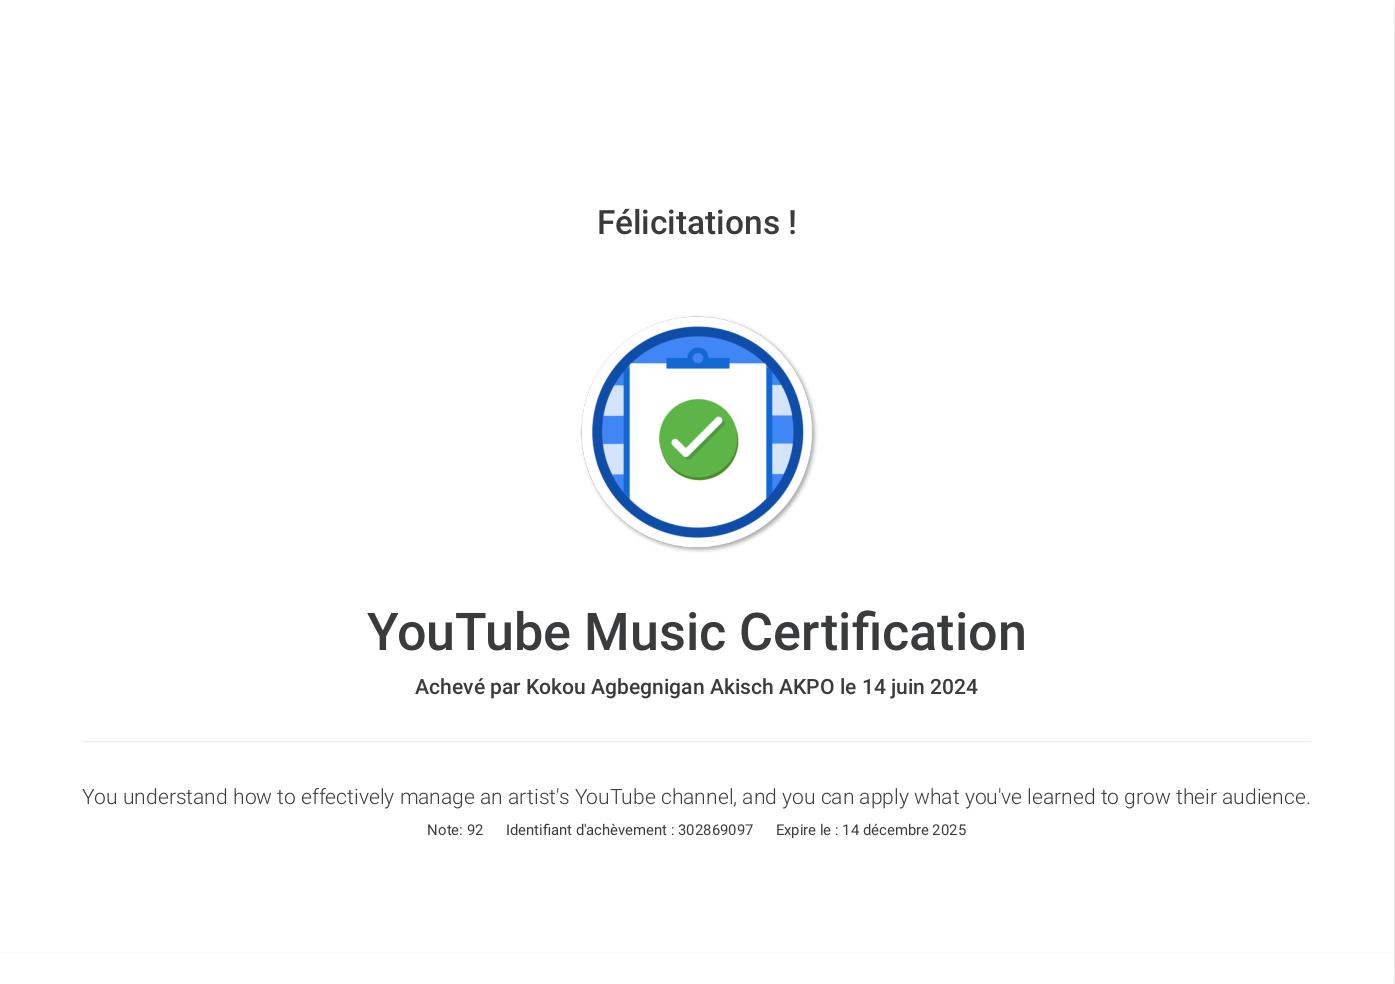 Félicitations !
YouTube Music Certification
Achevé par Kokou Agbegnigan Akisch AKPO le 14 juin 2024
You understand how to effectively manage an artist's YouTube channel, and you can apply what you've learned to grow their audience.
Note: 92 Identifiant d'achèvement : 302869097 Expire le : 14 décembre 2025